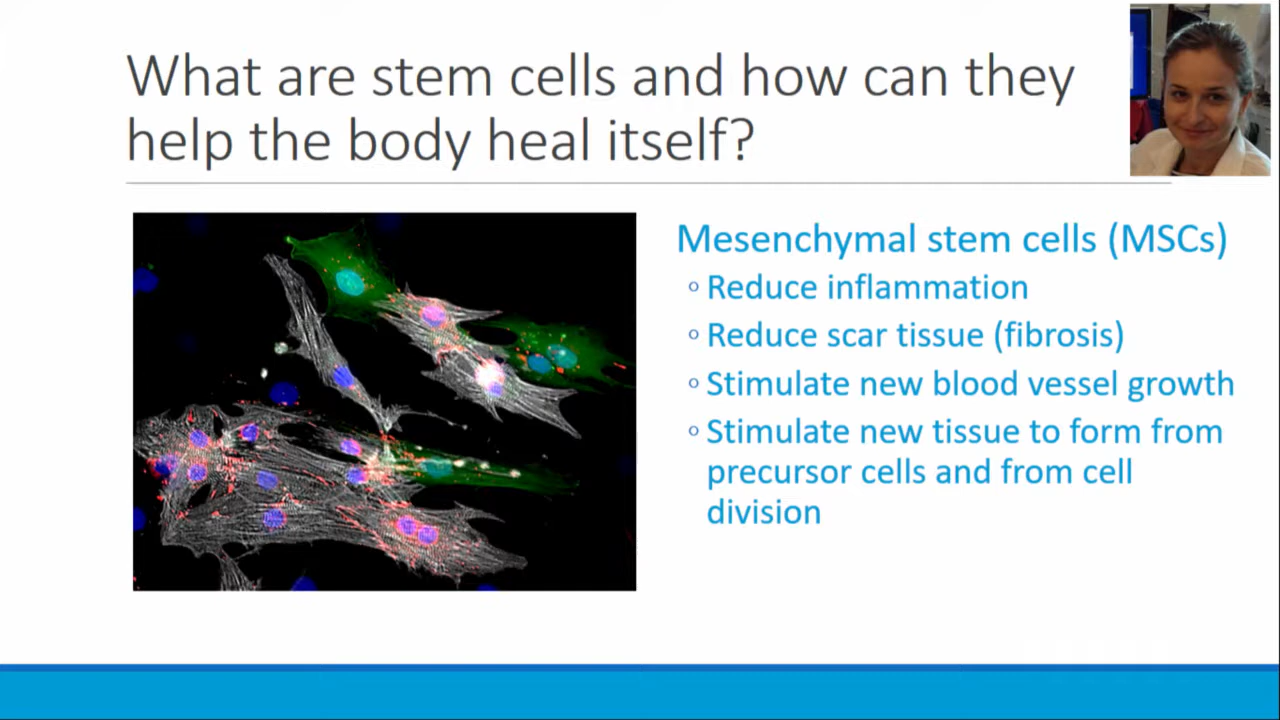 What are stem cells and how can they
help the body heal itself?
Mesenchymal stem cells (MSCs)
◦ Reduce inflammation
◦ Reduce scar tissue (fibrosis)
◦ Stimulate new blood vessel growth
◦ Stimulate new tissue to form from
precursor cells and from cell
division